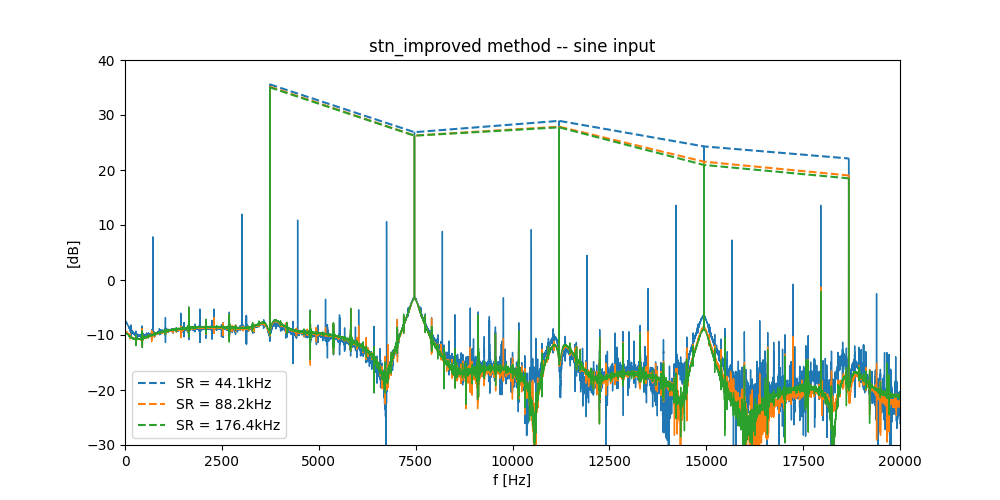 stn_improved method -- sine input
40
30
20
10
0
−10
−20
−30
[dB]
SR = 44.1kHz
SR = 88.2kHz
SR = 176.4kHz
0 2500 5000 7500 10000 12500 15000 17500 20000
f [Hz]